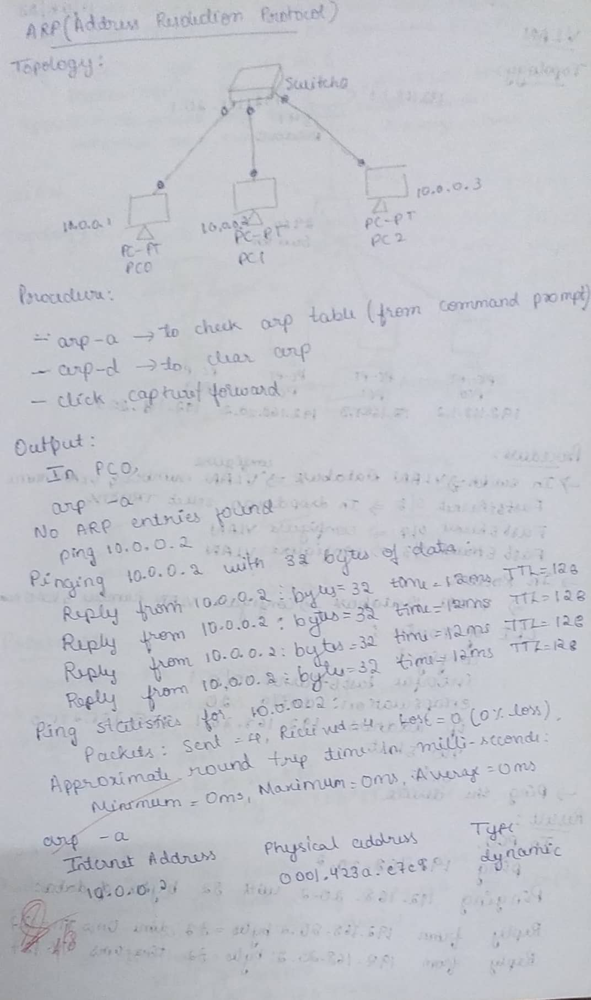 ARP (Address Resolution Protocol)
Topology:
Switch0
10.0.0.1
10.0.0.2
10.0.0.3
PC-PT
PC0
PC-PT
PC1
PC-PT
PC2
Procedure:
- arp-a → to check arp table (from command prompt)
- arp-d → to clear arp
- click capture/forward.
Output:
In PC0,
arp -a
No ARP entries found
Ping 10.0.0.2
Pinging 10.0.0.2 with 32 bytes of data:
Reply from 10.0.0.2: bytes=32 time=12ms TTL=128
Reply from 10.0.0.2: bytes=32 time=12ms TTL=128
Reply from 10.0.0.2: bytes=32 time=12ms TTL=128
Reply from 10.0.0.2: bytes=32 time=12ms TTL=128
Ping statistics for 10.0.0.2:
Packets: Sent = 4, Received = 4, Lost = 0 (0% loss),
Approximate round trip time in milli-seconds:
Minimum = 0ms, Maximum = 0ms, Average = 0ms
arp -a
Internet Address Physical address Type
10.0.0.2 0001.423a.e7e8 dynamic